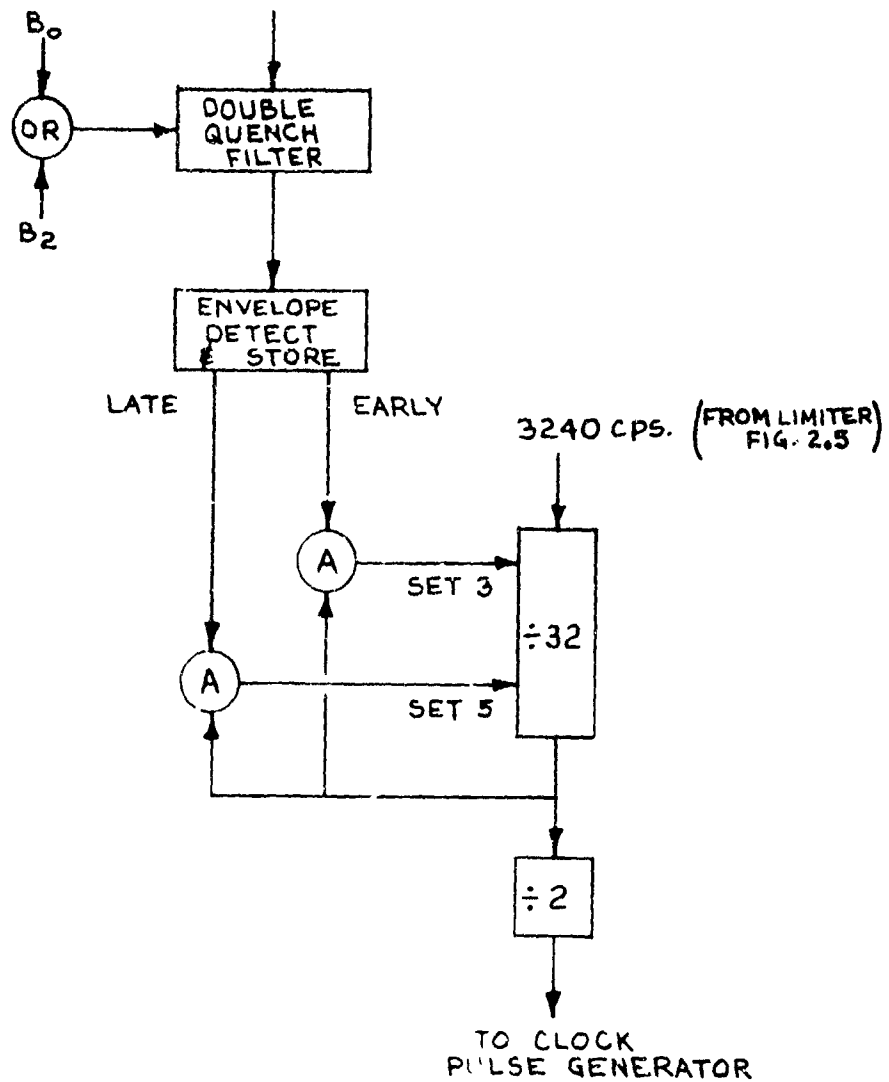 B₀
OR
B₂
DOUBLE
QUENCH
FILTER
ENVELOPE
DETECT
& STORE
LATE
EARLY
3240 CPS. (FROM LIMITER
FIG. 2.5)
A
SET 3
÷32
A
SET 5
÷2
TO CLOCK
PULSE GENERATOR